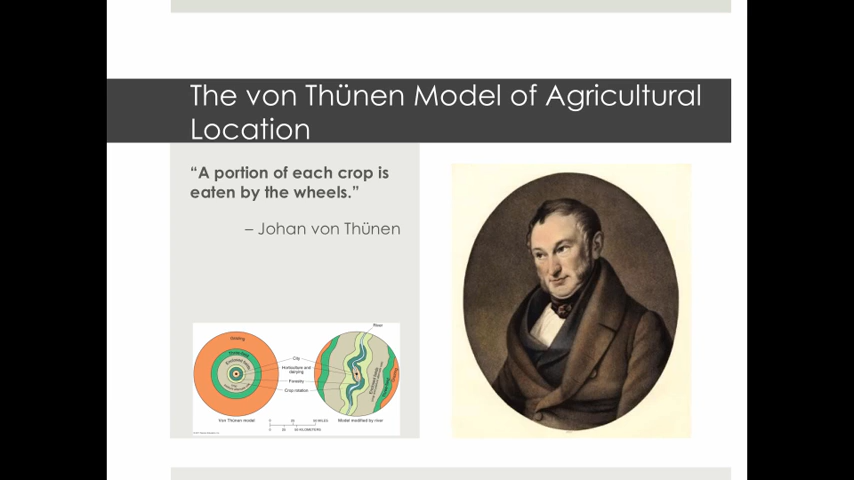 The von Thünen Model of Agricultural
Location
“A portion of each crop is
eaten by the wheels.”
– Johan von Thünen
River
Grazing
City
Horticulture and
dairying
Forestry
Crop rotation
Von Thünen model
Model modified by river